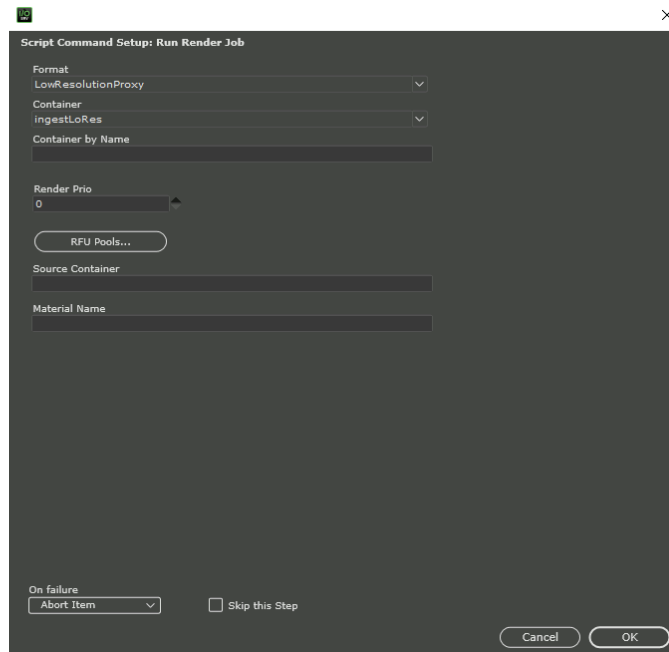 Script Command Setup: Run Render Job
Format
LowResolutionProxy
Container
ingestLoRes
Container by Name
Render Prio
0
RFU Pools...
Source Container
Material Name
On failure
Abort Item
Skip this Step
Cancel
OK